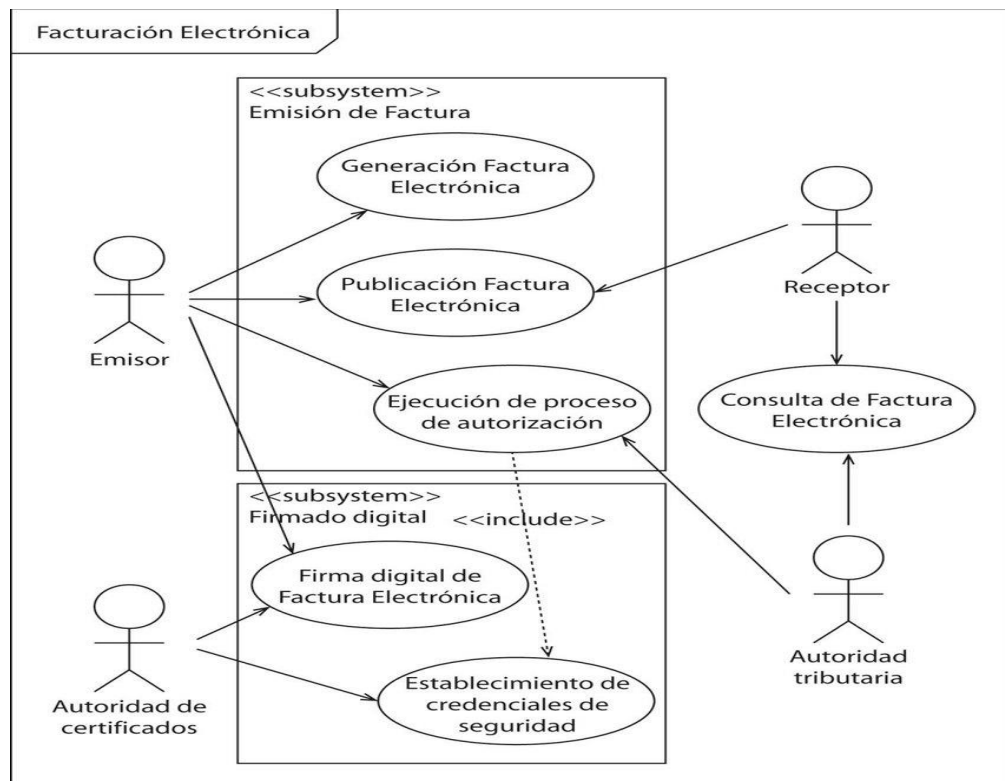 Facturación Electrónica
<<subsystem>>
Emisión de Factura
Generación Factura
Electrónica
Publicación Factura
Electrónica
Receptor
Emisor
Ejecución de proceso
de autorización
Consulta de Factura
Electrónica
<<subsystem>>
Firmado digital
<<include>>
Firma digital de
Factura Electrónica
Autoridad
tributaria
Establecimiento de
credenciales de
seguridad
Autoridad de
certificados